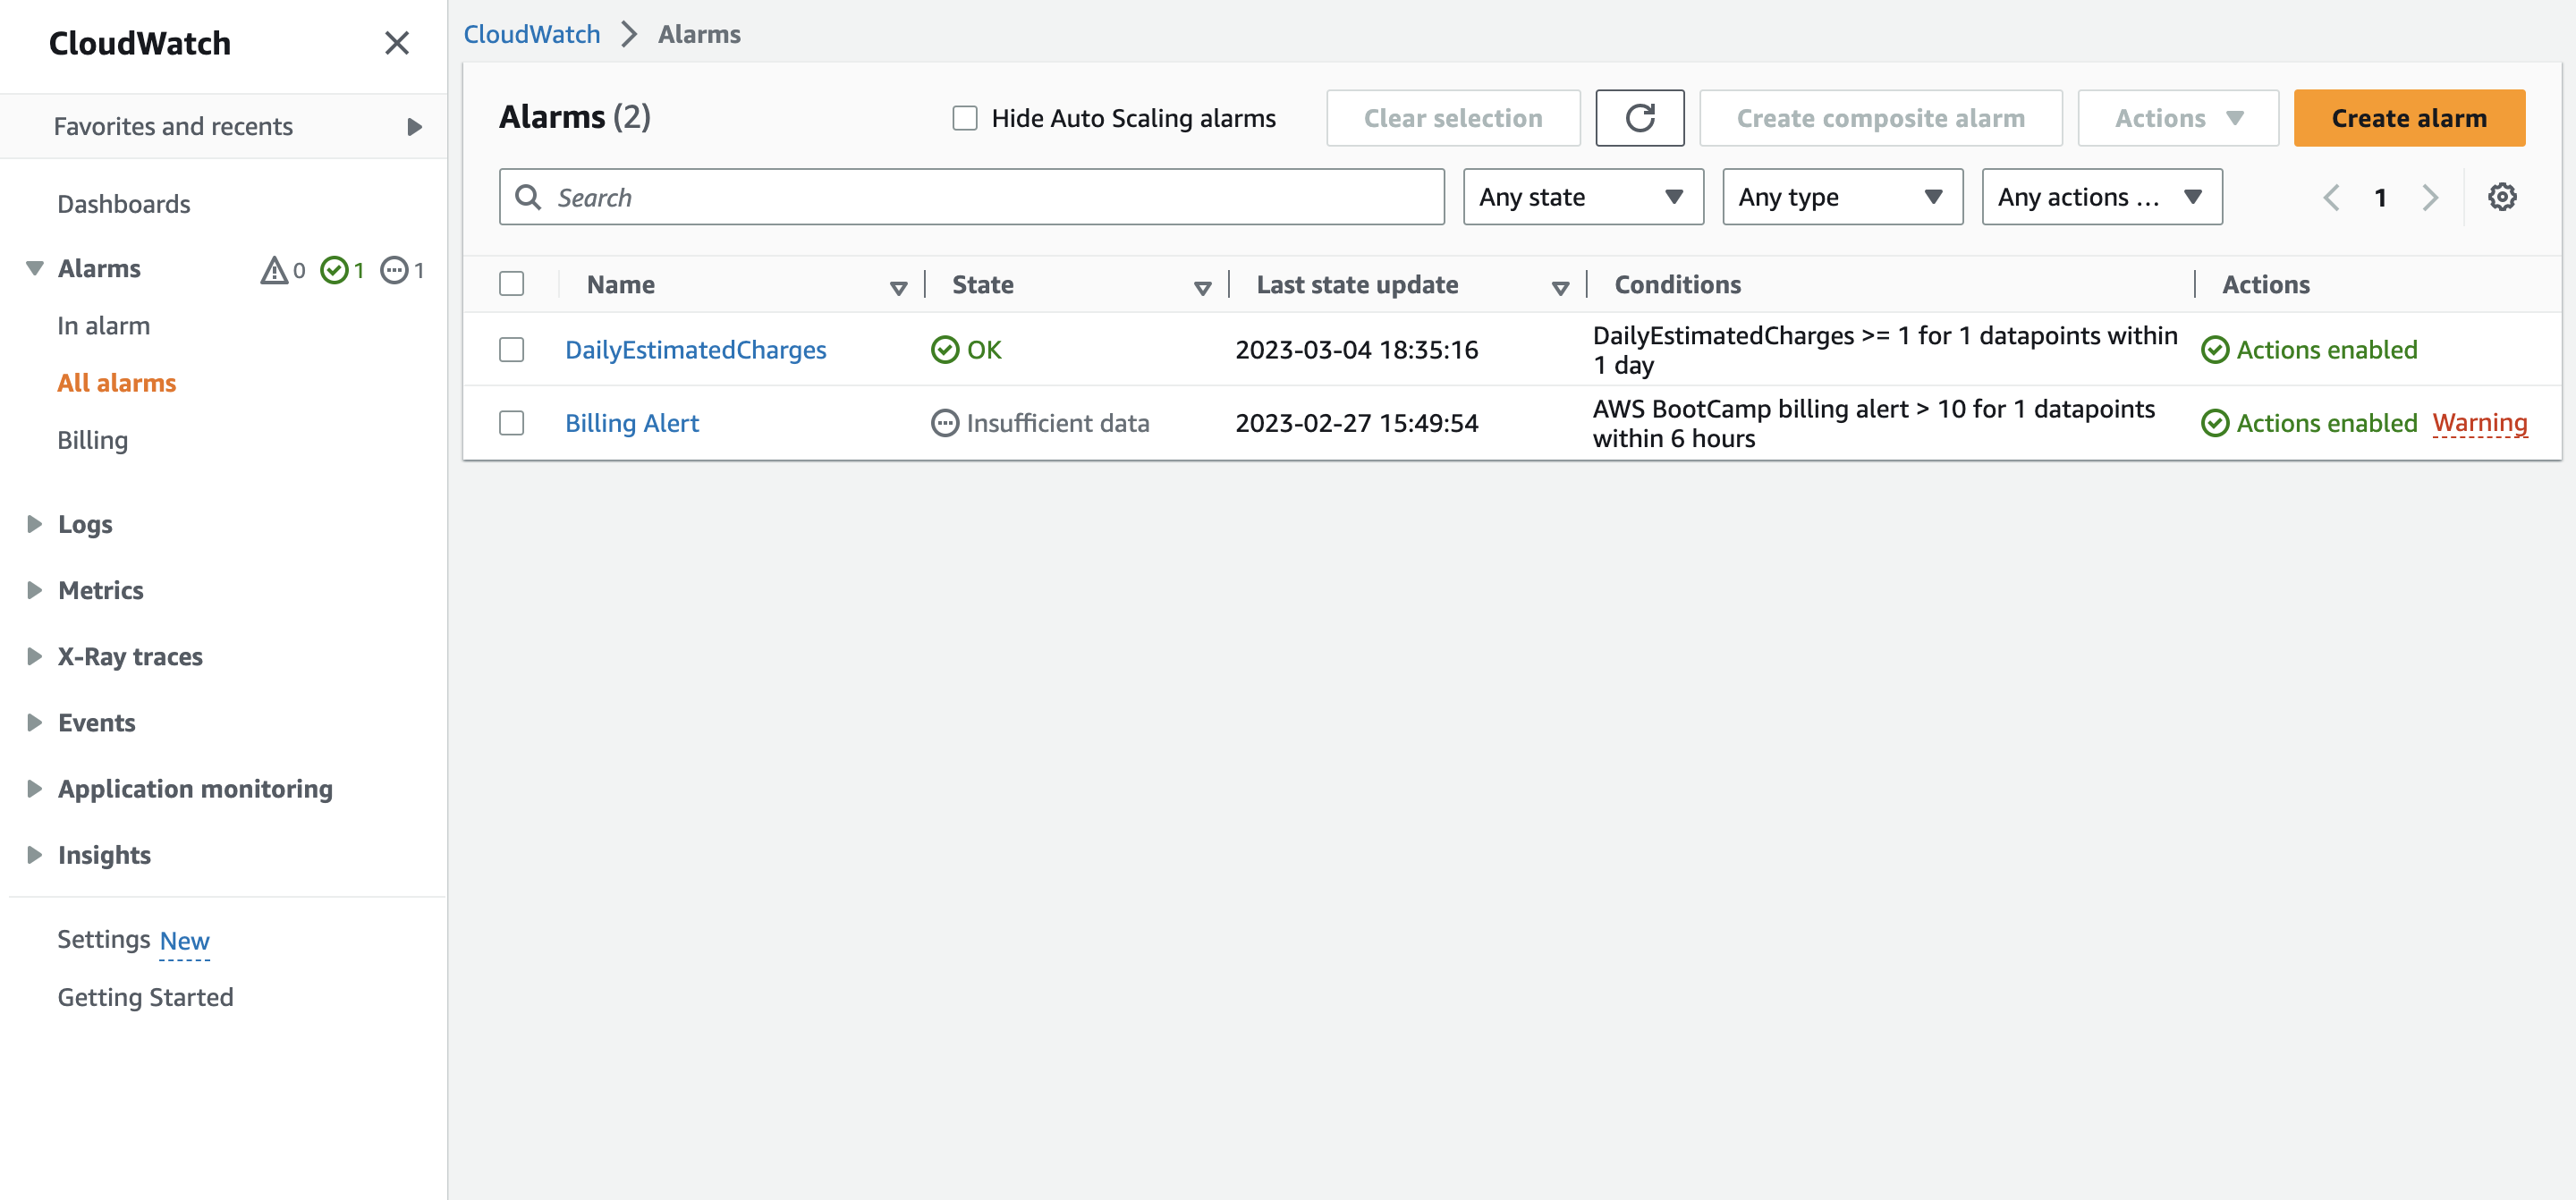 CloudWatch
Favorites and recents
Dashboards
Alarms 0 1 1
In alarm
All alarms
Billing
Logs
Metrics
X-Ray traces
Events
Application monitoring
Insights
Settings New
Getting Started
CloudWatch Alarms
Alarms (2) Hide Auto Scaling alarms Clear selection Create composite alarm Actions Create alarm
Search Any state Any type Any actions ... 1
Name State Last state update Conditions Actions
DailyEstimatedCharges OK 2023-03-04 18:35:16 DailyEstimatedCharges >= 1 for 1 datapoints within
1 day
Actions enabled
Billing Alert Insufficient data 2023-02-27 15:49:54 AWS BootCamp billing alert > 10 for 1 datapoints
within 6 hours
Actions enabled Warning